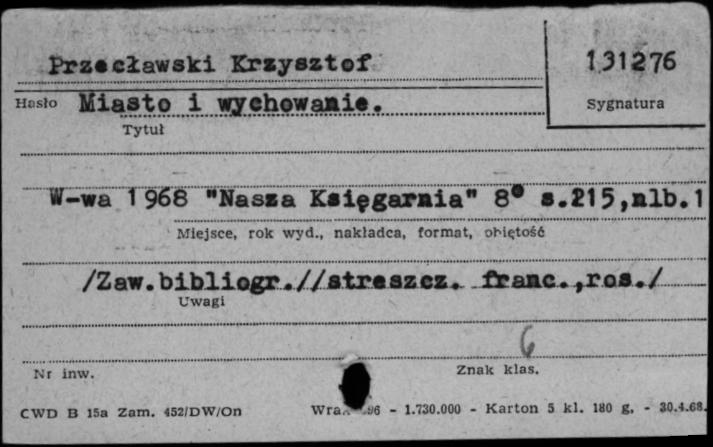 Przecławski Krzysztof
131276
Hasło Miasto i wychowanie.
Sygnatura
Tytuł
W-wa 1968 "Nasza Księgarnia" 8° s.215,nlb.1
Miejsce, rok wyd., nakładca, format, objętość
/Zaw.bibliogr.//streszcz. franc.,ros./
Uwagi
6
Nr inw.
Znak klas.
CWD B 15a Zam. 452/DW/On
- 1.730.000 - Karton 5 kl. 180 g. - 30.4.68.